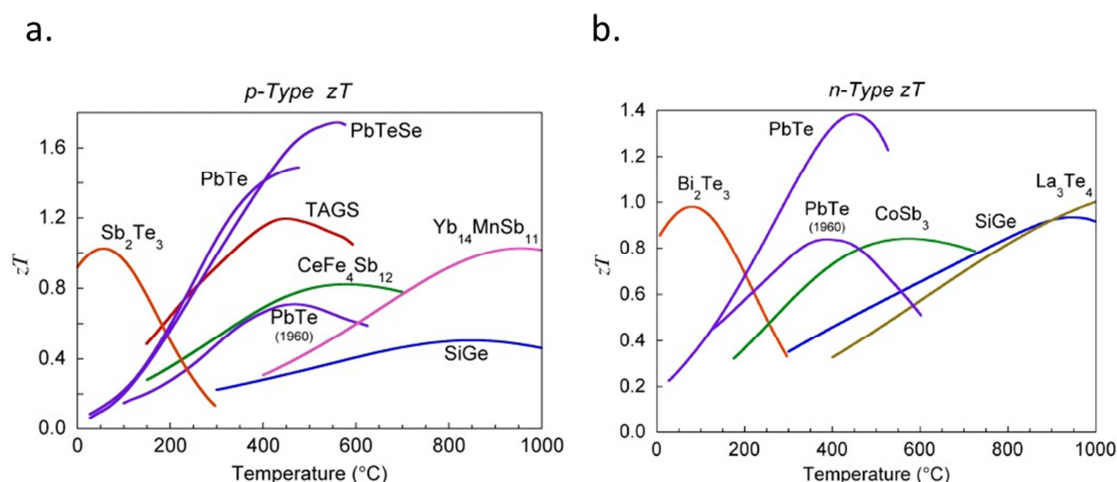 a.
p-Type zT
zT
1.6
1.2
0.8
0.4
0.0
PbTeSe
PbTe
TAGS
Sb₂Te₃
Yb₁₄MnSb₁₁
CeFe₄Sb₁₂
PbTe
(1960)
SiGe
0 200 400 600 800 1000
Temperature (°C)
b.
n-Type zT
zT
1.4
1.2
1.0
0.8
0.6
0.4
0.2
0.0
PbTe
Bi₂Te₃
La₃Te₄
PbTe
(1960)
CoSb₃
SiGe
0 200 400 600 800 1000
Temperature (°C)